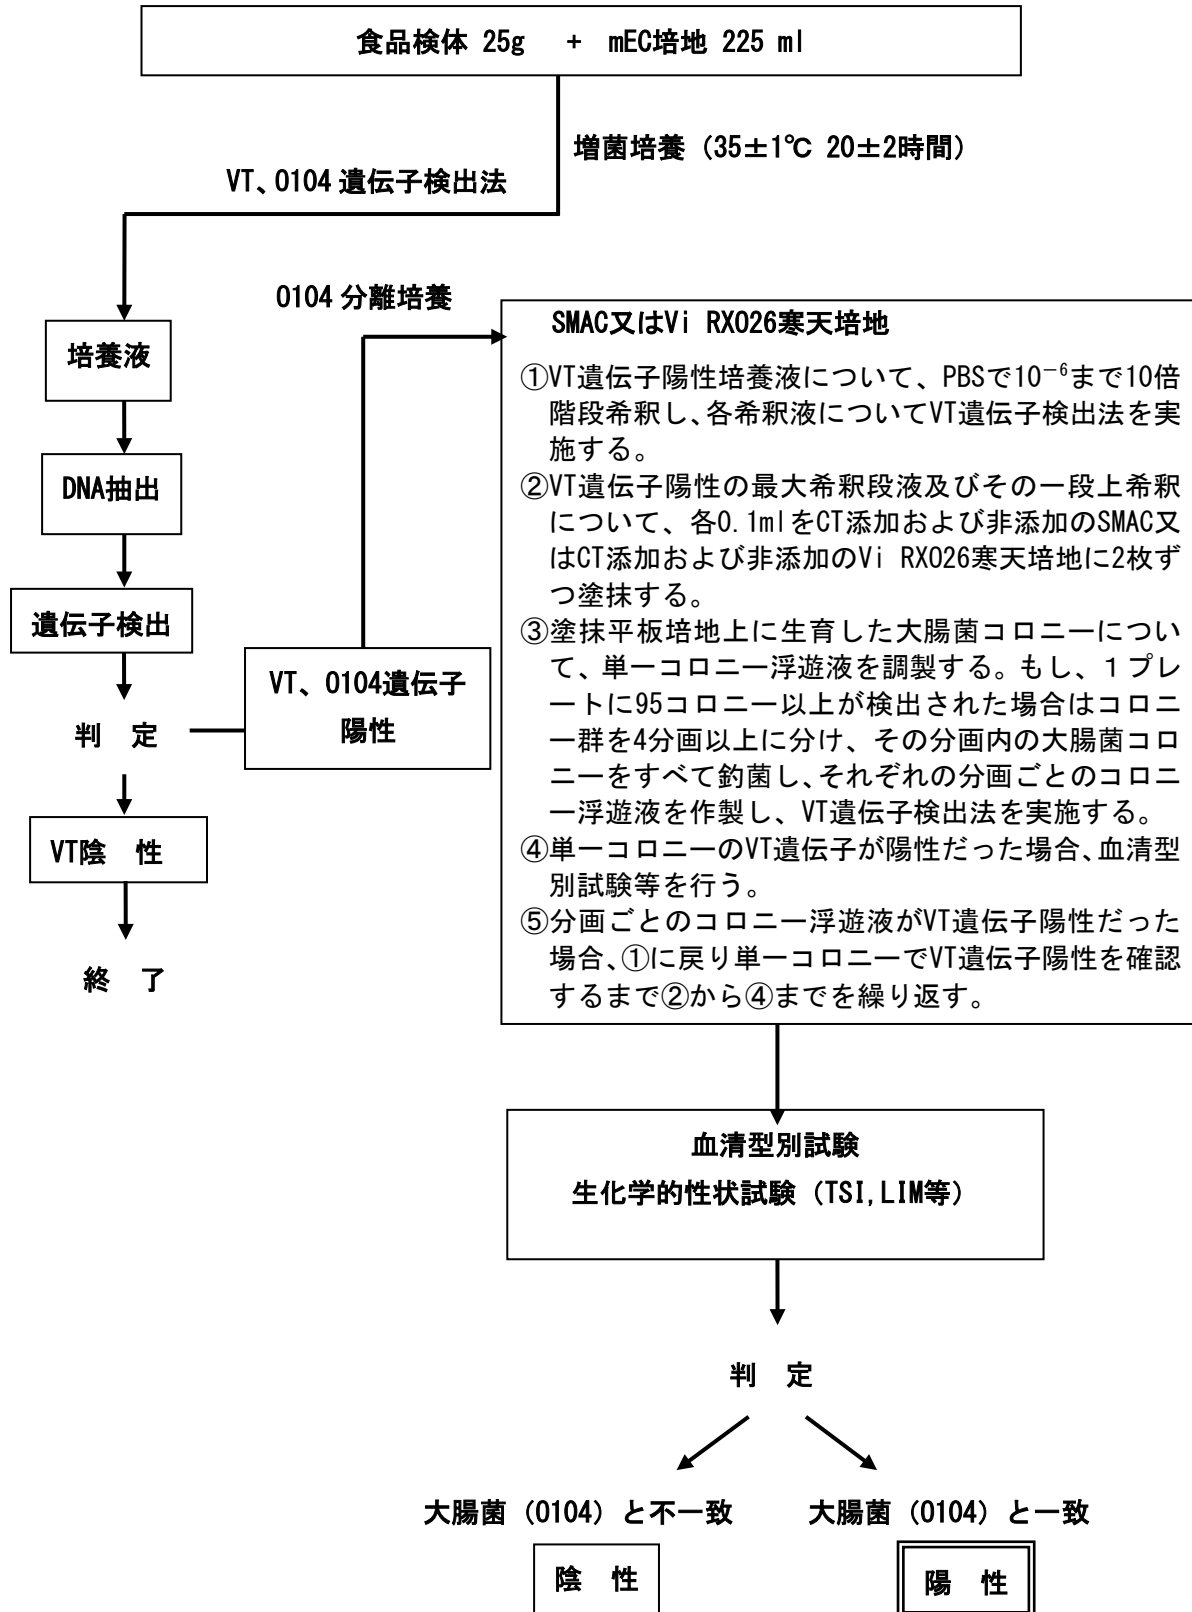 食品検体 25g + mEC培地 225 ml
増菌培養（35±1℃ 20±2時間）
VT、O104 遺伝子検出法
O104 分離培養
培養液
DNA抽出
遺伝子検出
判 定
VT、O104遺伝子
陽性
VT陰 性
終 了
SMAC又はVi RXO26寒天培地
①VT遺伝子陽性培養液について、PBSで10⁻⁶まで10倍
階段希釈し、各希釈液についてVT遺伝子検出法を実
施する。
②VT遺伝子陽性の最大希釈段液及びその一段上希釈
について、各0.1mlをCT添加および非添加のSMAC又
はCT添加および非添加のVi RXO26寒天培地に2枚ず
つ塗抹する。
③塗抹平板培地上に生育した大腸菌コロニーについ
て、単一コロニー浮遊液を調製する。もし、１プレ
ートに95コロニー以上が検出された場合はコロニ
ー群を4分画以上に分け、その分画内の大腸菌コロ
ニーをすべて釣菌し、それぞれの分画ごとのコロニ
ー浮遊液を作製し、VT遺伝子検出法を実施する。
④単一コロニーのVT遺伝子が陽性だった場合、血清型
別試験等を行う。
⑤分画ごとのコロニー浮遊液がVT遺伝子陽性だった
場合、①に戻り単一コロニーでVT遺伝子陽性を確認
するまで②から④までを繰り返す。
血清型別試験
生化学的性状試験（TSI,LIM等）
判 定
大腸菌（O104）と不一致
大腸菌（O104）と一致
陰 性
陽 性